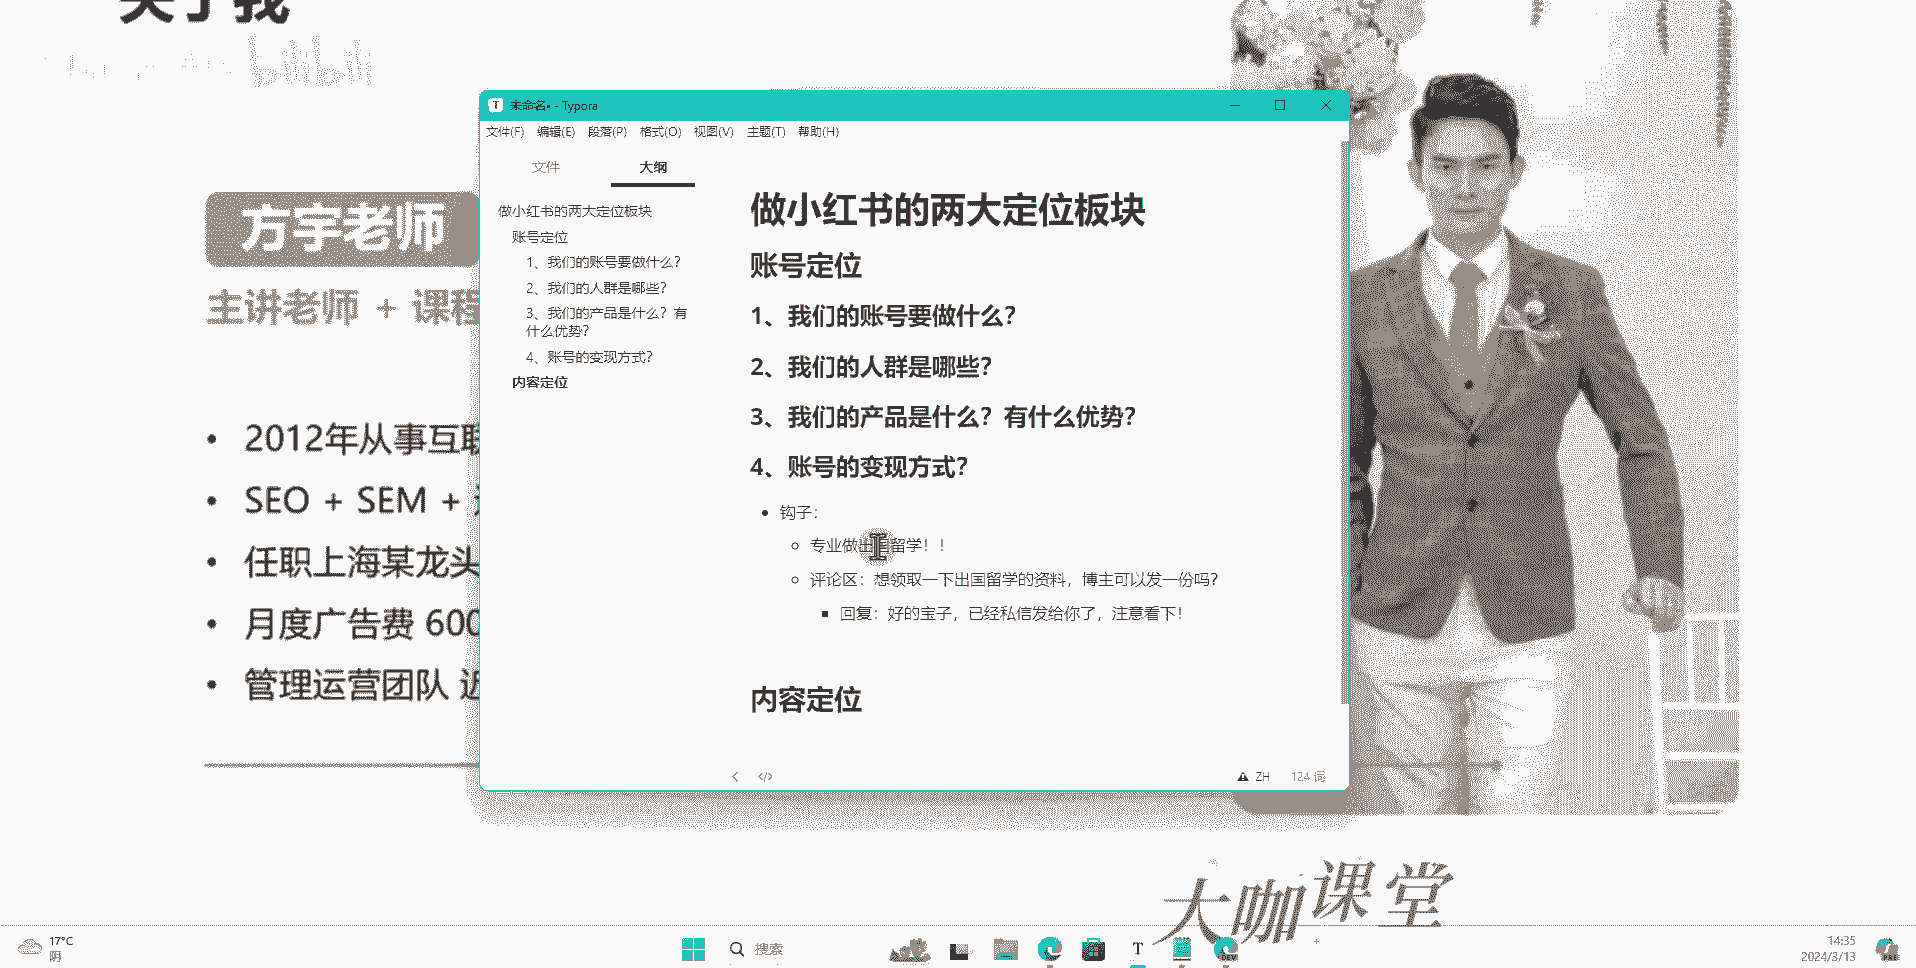 关于我
bilibili
方宇老师
主讲老师 + 课程
2012年从事互联
SEO + SEM +
任职上海某龙头
月度广告费 600
管理运营团队 近
未命名• - Typora
文件(F) 编辑(E) 段落(P) 格式(O) 视图(V) 主题(T) 帮助(H)
文件 大纲
做小红书的两大定位板块
账号定位
1、我们的账号要做什么？
2、我们的人群是哪些？
3、我们的产品是什么？有
什么优势？
4、账号的变现方式？
内容定位
做小红书的两大定位板块
账号定位
1、我们的账号要做什么？
2、我们的人群是哪些？
3、我们的产品是什么？有什么优势？
4、账号的变现方式？
钩子：
专业做出国留学！！
评论区：想领取一下出国留学的资料，博主可以发一份吗？
回复：好的宝子，已经私信发给你了，注意看下！
内容定位
ZH 124 词
大咖课堂
17°C
阴
搜索
14:35
2024/3/13